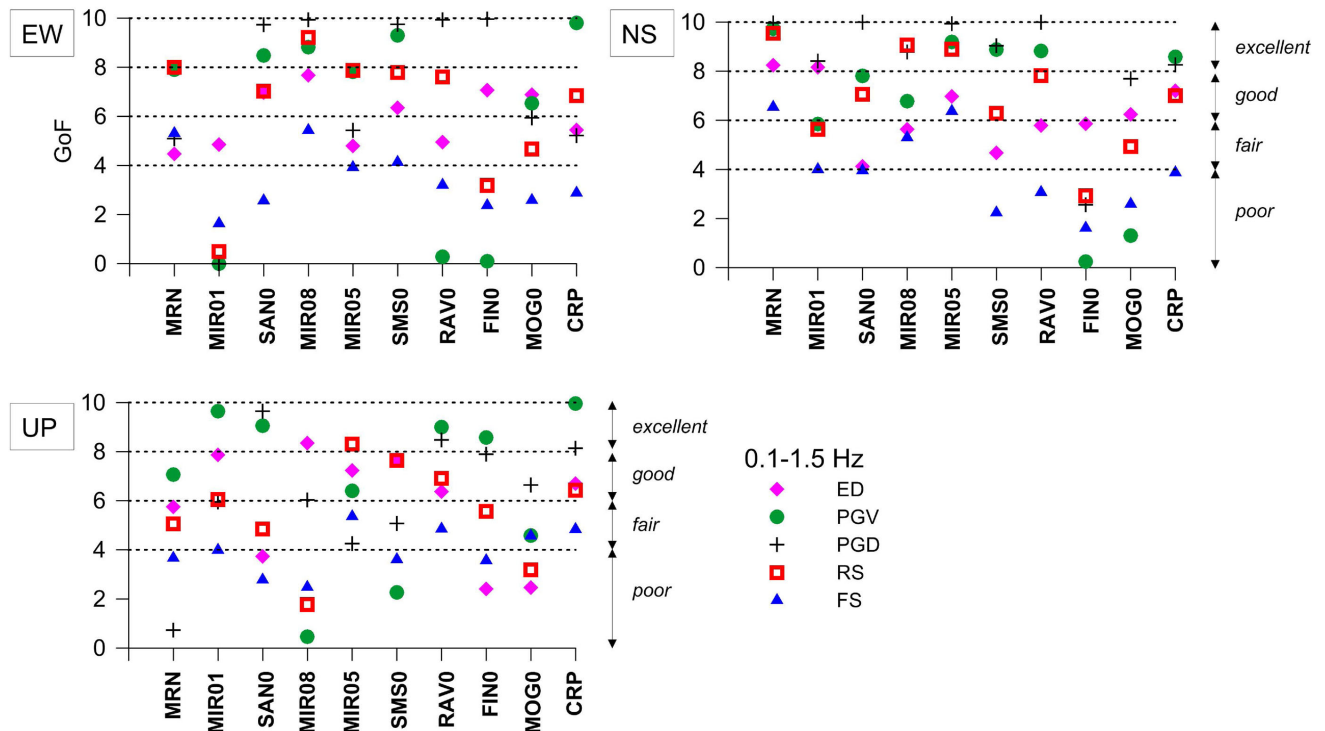 EW
GoF
10
8
6
4
2
0
MRN
MIR01
SAN0
MIR08
MIR05
SMS0
RAV0
FIN0
MOG0
CRP
NS
10
8
6
4
2
0
MRN
MIR01
SAN0
MIR08
MIR05
SMS0
RAV0
FIN0
MOG0
CRP
excellent
good
fair
poor
UP
10
8
6
4
2
0
MRN
MIR01
SAN0
MIR08
MIR05
SMS0
RAV0
FIN0
MOG0
CRP
excellent
good
fair
poor
0.1-1.5 Hz
ED
PGV
PGD
RS
FS